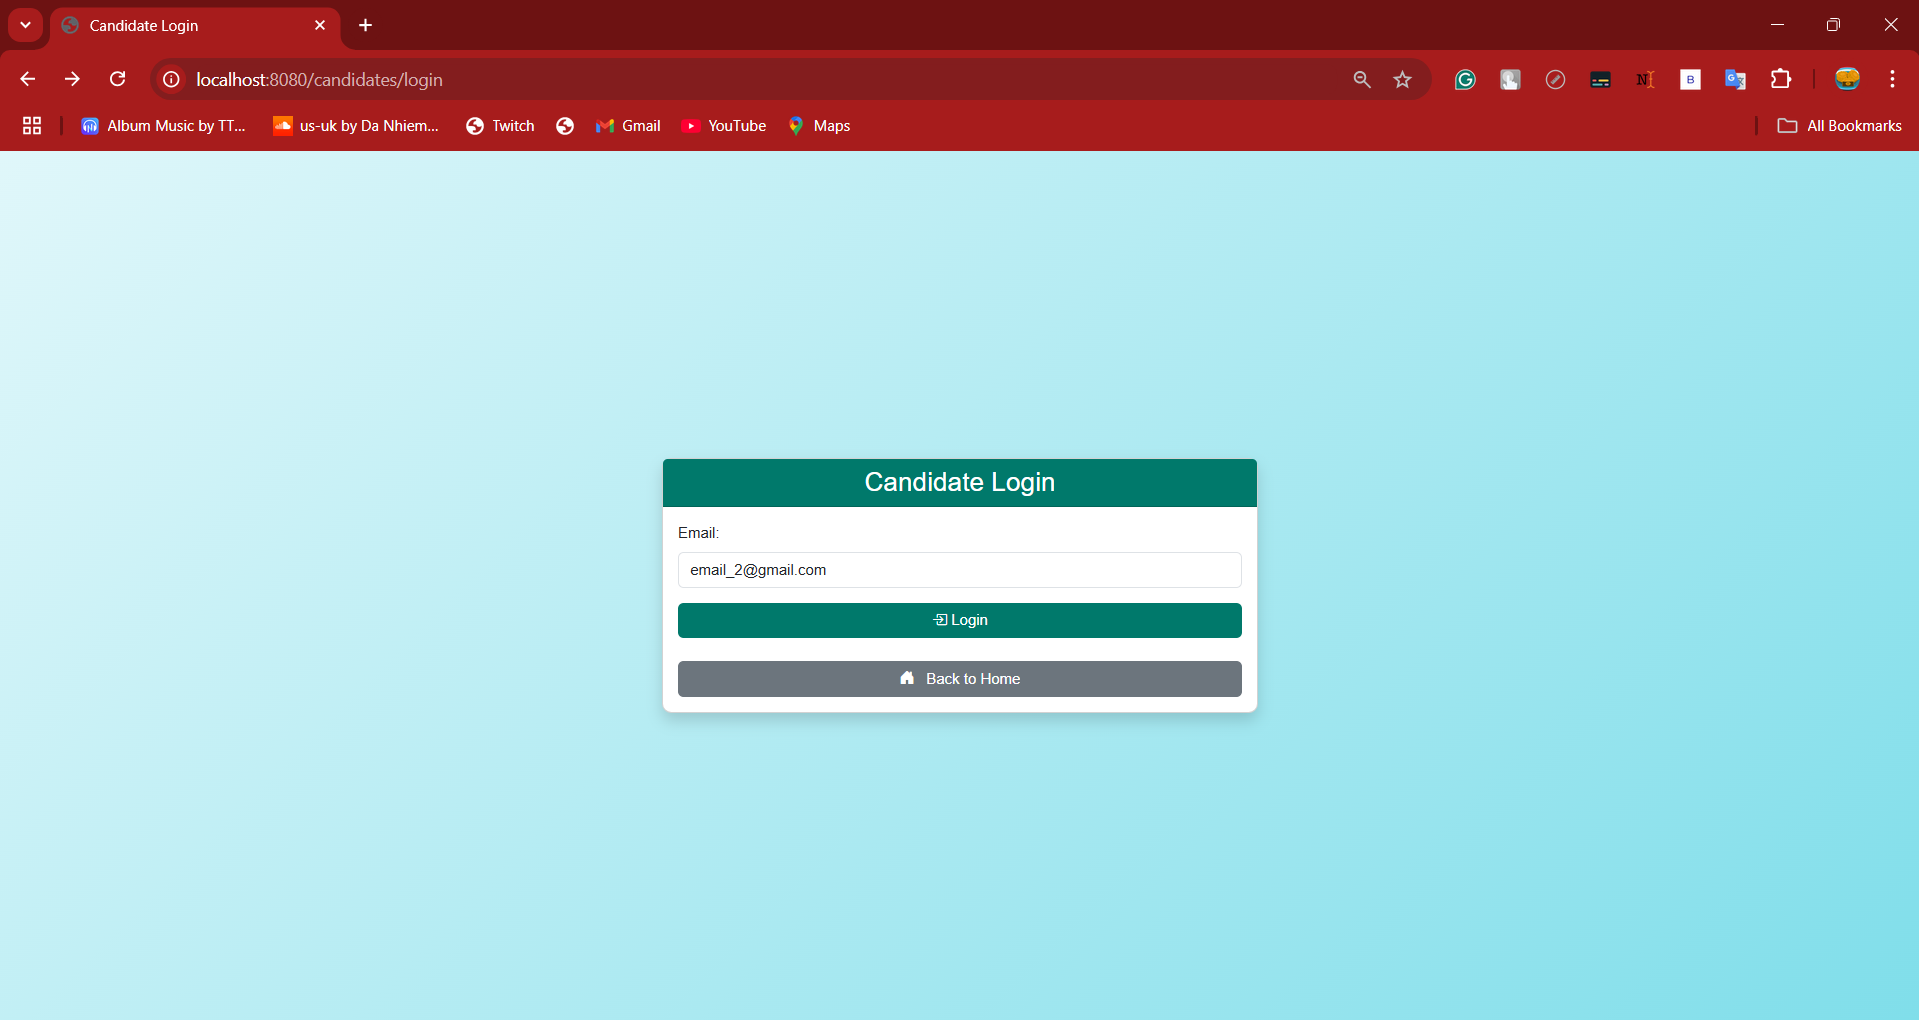 Candidate Login
localhost:8080/candidates/login
Album Music by TT...
us-uk by Da Nhiem...
Twitch
Gmail
YouTube
Maps
All Bookmarks
Candidate Login
Email:
email_2@gmail.com
Login
Back to Home